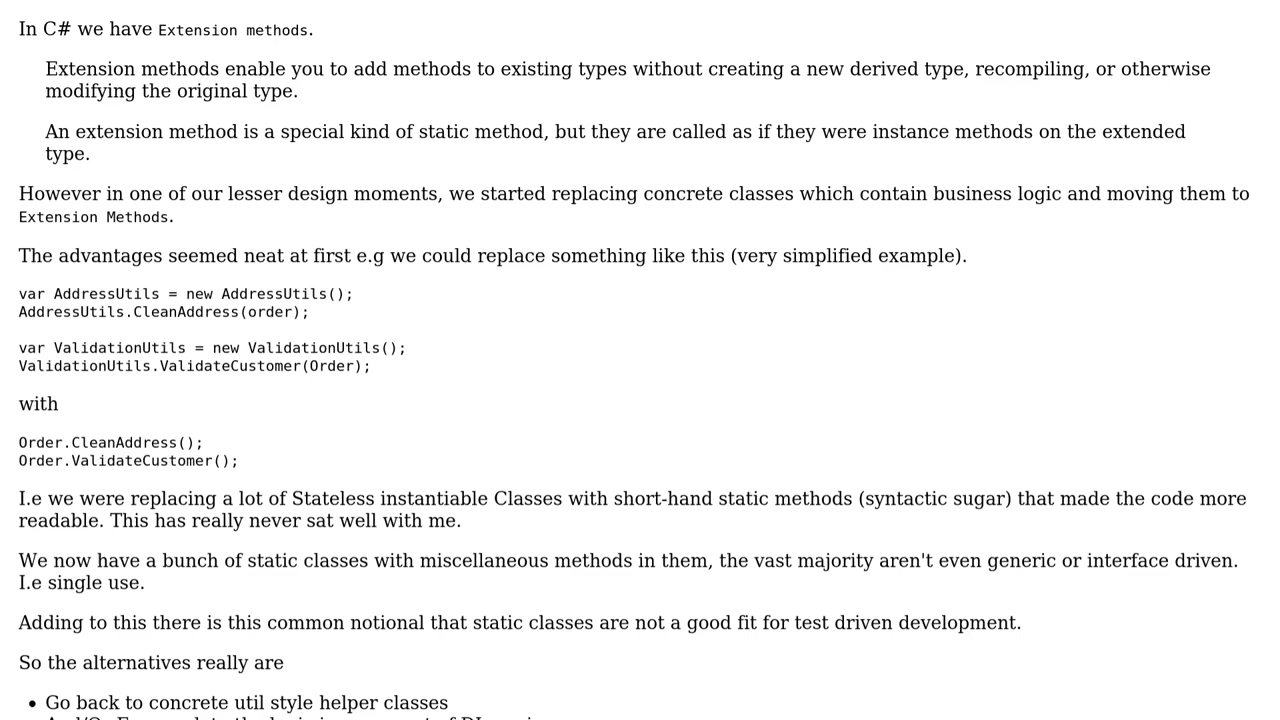 In C# we have Extension methods.
Extension methods enable you to add methods to existing types without creating a new derived type, recompiling, or otherwise
modifying the original type.
An extension method is a special kind of static method, but they are called as if they were instance methods on the extended
type.
However in one of our lesser design moments, we started replacing concrete classes which contain business logic and moving them to
Extension Methods.
The advantages seemed neat at first e.g we could replace something like this (very simplified example).
var AddressUtils = new AddressUtils();
AddressUtils.CleanAddress(order);
var ValidationUtils = new ValidationUtils();
ValidationUtils.ValidateCustomer(Order);
with
Order.CleanAddress();
Order.ValidateCustomer();
I.e we were replacing a lot of Stateless instantiable Classes with short-hand static methods (syntactic sugar) that made the code more
readable. This has really never sat well with me.
We now have a bunch of static classes with miscellaneous methods in them, the vast majority aren't even generic or interface driven.
I.e single use.
Adding to this there is this common notional that static classes are not a good fit for test driven development.
So the alternatives really are
• Go back to concrete util style helper classes